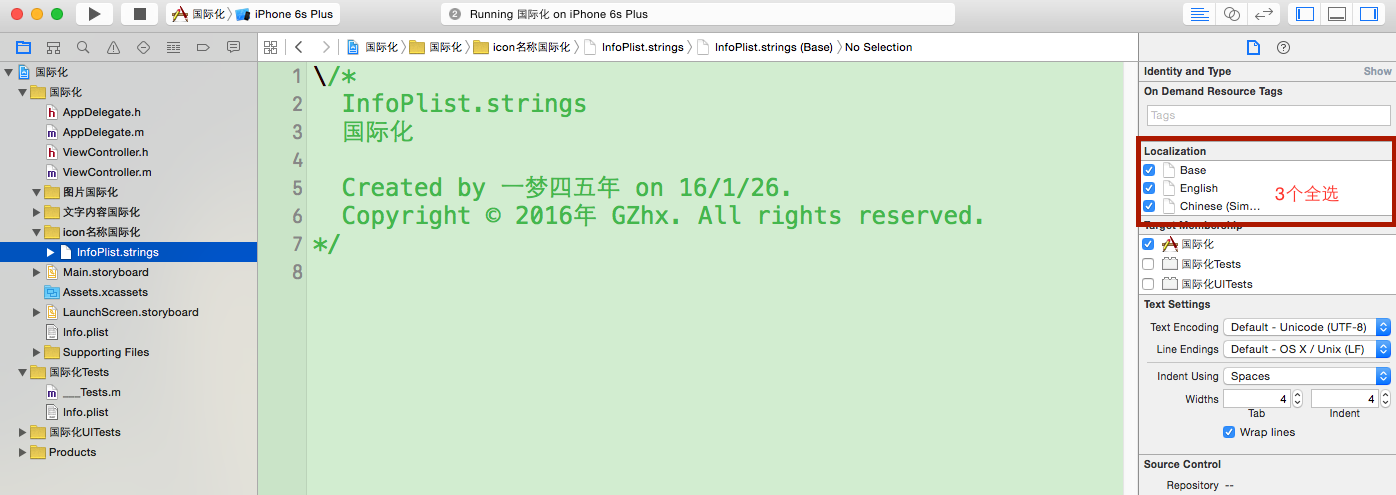 国际化 〉 iPhone 6s Plus
2 Running 国际化 on iPhone 6s Plus
国际化 〉 国际化 〉 icon名称国际化 〉 InfoPlist.strings 〉 InfoPlist.strings (Base) 〉 No Selection
国际化
国际化
AppDelegate.h
AppDelegate.m
ViewController.h
ViewController.m
图片国际化
文字内容国际化
icon名称国际化
InfoPlist.strings
Main.storyboard
Assets.xcassets
LaunchScreen.storyboard
Info.plist
Supporting Files
国际化Tests
___Tests.m
Info.plist
国际化UITests
Products
1 \/*
2 InfoPlist.strings
3 国际化
4
5 Created by 一梦四五年 on 16/1/26.
6 Copyright © 2016年 GZhx. All rights reserved.
7 */
8
Identity and Type Show
On Demand Resource Tags
Tags
Localization
Base
English
Chinese (Sim...
3个全选
Target Membership
国际化
国际化Tests
国际化UITests
Text Settings
Text Encoding Default - Unicode (UTF-8)
Line Endings Default - OS X / Unix (LF)
Indent Using Spaces
Widths 4 4
Tab Indent
Wrap lines
Source Control
Repository --